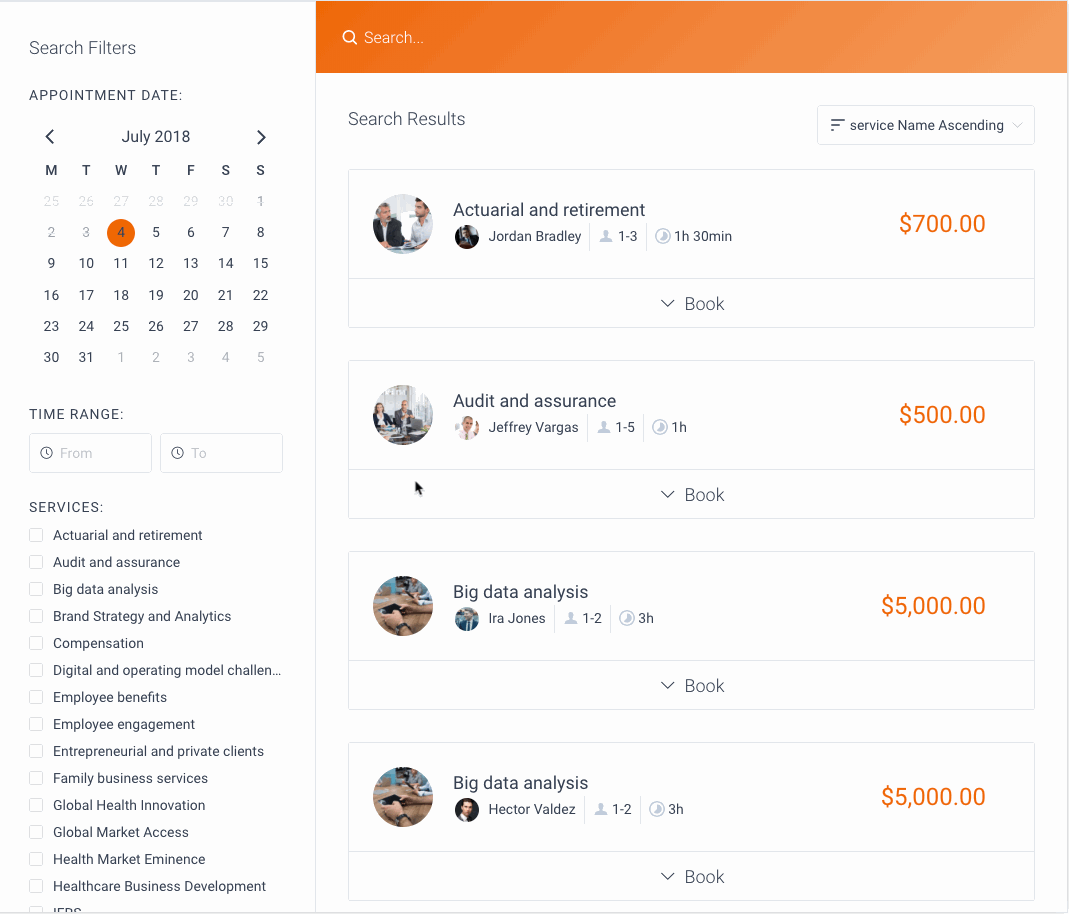 Search Filters
APPOINTMENT DATE:
July 2018
M T W T F S S
25 26 27 28 29 30 1
2 3 4 5 6 7 8
9 10 11 12 13 14 15
16 17 18 19 20 21 22
23 24 25 26 27 28 29
30 31 1 2 3 4 5
TIME RANGE:
From To
SERVICES:
Actuarial and retirement
Audit and assurance
Big data analysis
Brand Strategy and Analytics
Compensation
Digital and operating model challen...
Employee benefits
Employee engagement
Entrepreneurial and private clients
Family business services
Global Health Innovation
Global Market Access
Health Market Eminence
Healthcare Business Development
Search...
Search Results
service Name Ascending
Actuarial and retirement
Jordan Bradley 1-3 1h 30min
$700.00
Book
Audit and assurance
Jeffrey Vargas 1-5 1h
$500.00
Book
Big data analysis
Ira Jones 1-2 3h
$5,000.00
Book
Big data analysis
Hector Valdez 1-2 3h
$5,000.00
Book